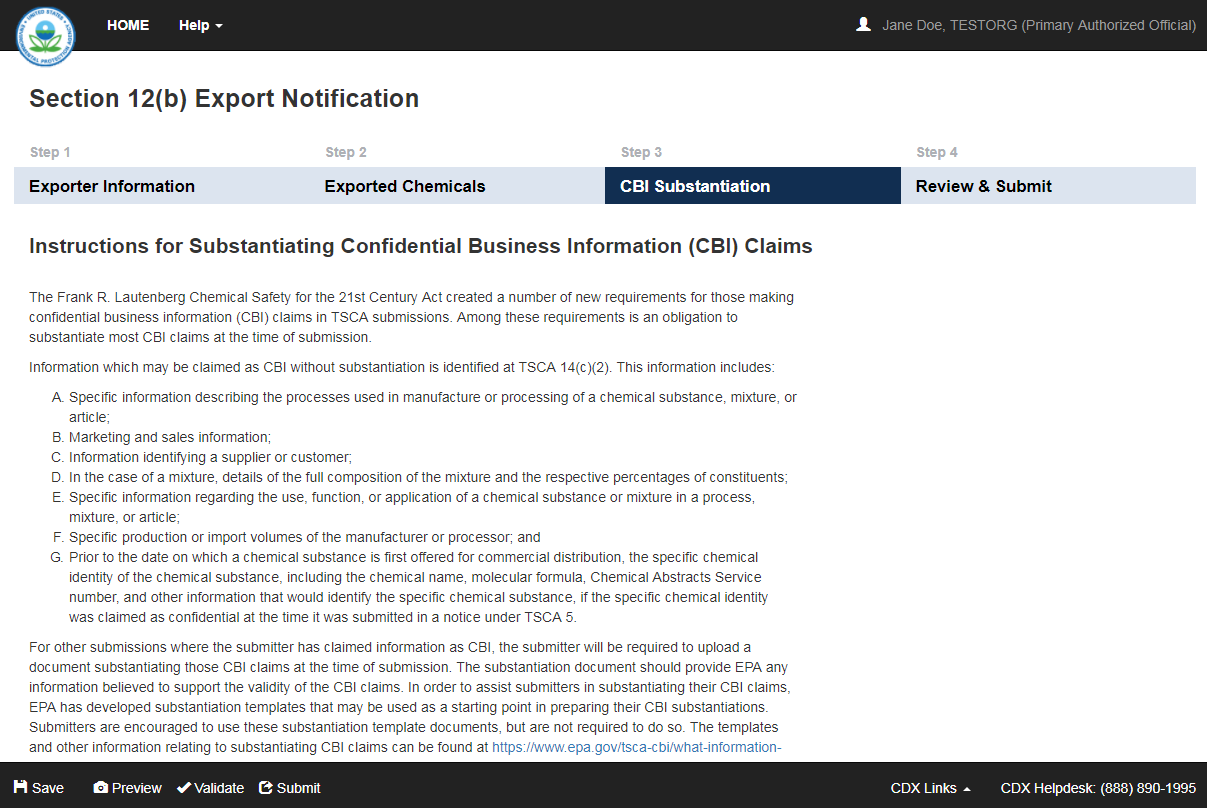 HOME Help Jane Doe, TESTORG (Primary Authorized Official)
Section 12(b) Export Notification
Step 1 Step 2 Step 3 Step 4
Exporter Information Exported Chemicals CBI Substantiation Review & Submit
Instructions for Substantiating Confidential Business Information (CBI) Claims
The Frank R. Lautenberg Chemical Safety for the 21st Century Act created a number of new requirements for those making
confidential business information (CBI) claims in TSCA submissions. Among these requirements is an obligation to
substantiate most CBI claims at the time of submission.
Information which may be claimed as CBI without substantiation is identified at TSCA 14(c)(2). This information includes:
A. Specific information describing the processes used in manufacture or processing of a chemical substance, mixture, or
article;
B. Marketing and sales information;
C. Information identifying a supplier or customer;
D. In the case of a mixture, details of the full composition of the mixture and the respective percentages of constituents;
E. Specific information regarding the use, function, or application of a chemical substance or mixture in a process,
mixture, or article;
F. Specific production or import volumes of the manufacturer or processor; and
G. Prior to the date on which a chemical substance is first offered for commercial distribution, the specific chemical
identity of the chemical substance, including the chemical name, molecular formula, Chemical Abstracts Service
number, and other information that would identify the specific chemical substance, if the specific chemical identity
was claimed as confidential at the time it was submitted in a notice under TSCA 5.
For other submissions where the submitter has claimed information as CBI, the submitter will be required to upload a
document substantiating those CBI claims at the time of submission. The substantiation document should provide EPA any
information believed to support the validity of the CBI claims. In order to assist submitters in substantiating their CBI claims,
EPA has developed substantiation templates that may be used as a starting point in preparing their CBI substantiations.
Submitters are encouraged to use these substantiation template documents, but are not required to do so. The templates
and other information relating to substantiating CBI claims can be found at https://www.epa.gov/tsca-cbi/what-information-
Save Preview Validate Submit CDX Links CDX Helpdesk: (888) 890-1995